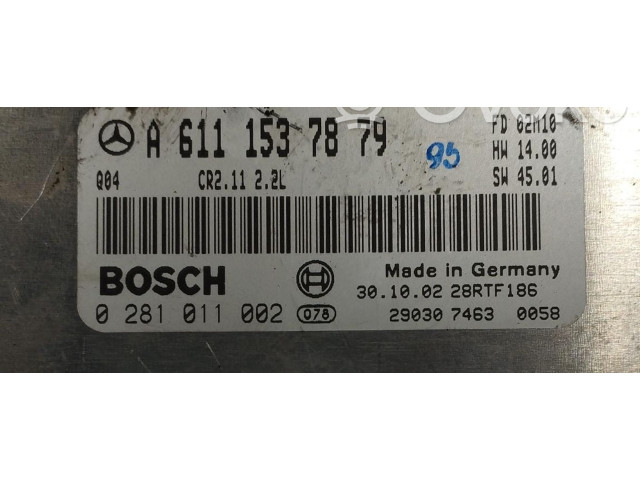 A 611 153 78 79
95
FD 02M10
HW 14.00
SW 45.01
Q04 CR2.11 2.2L
BOSCH
Made in Germany
30.10.02 28RTF186
0 281 011 002 078
29030 7463 0058